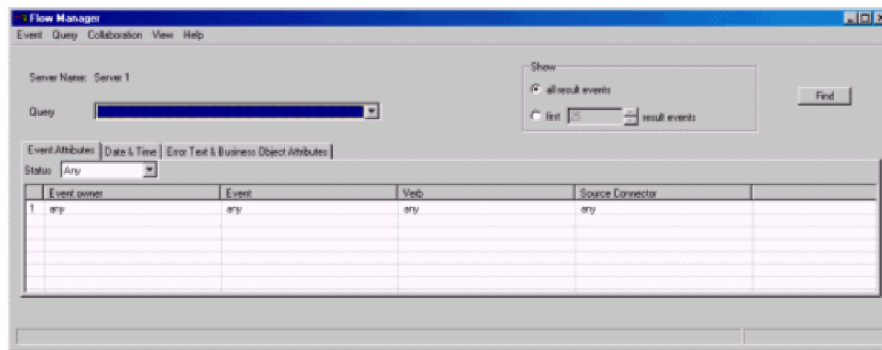 Flow Manager
Event Query Collaboration View Help
Server Name: Server 1
Show
all result events
Query
first 25 result events
Find
Event Attributes Date & Time Error Text & Business Object Attributes
Status Any
Event owner Event Verb Source Connector
1 any any any any